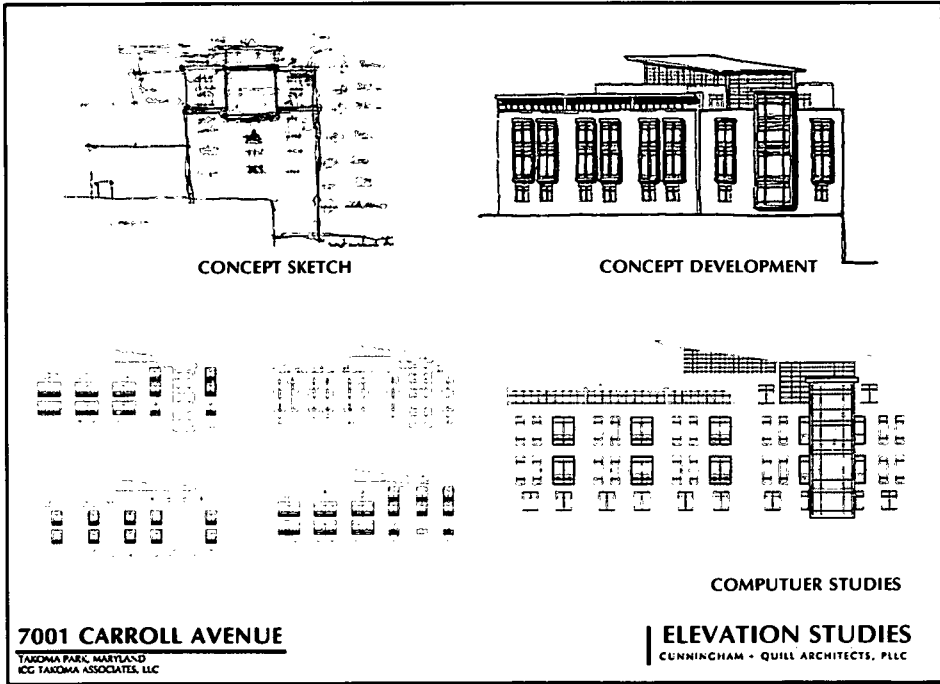 CONCEPT SKETCH
CONCEPT DEVELOPMENT
COMPUTUER STUDIES
7001 CARROLL AVENUE
TAKOMA PARK, MARYLAND
ICG TAKOMA ASSOCIATES, LLC
ELEVATION STUDIES
CUNNINGHAM + QUILL ARCHITECTS, PLLC